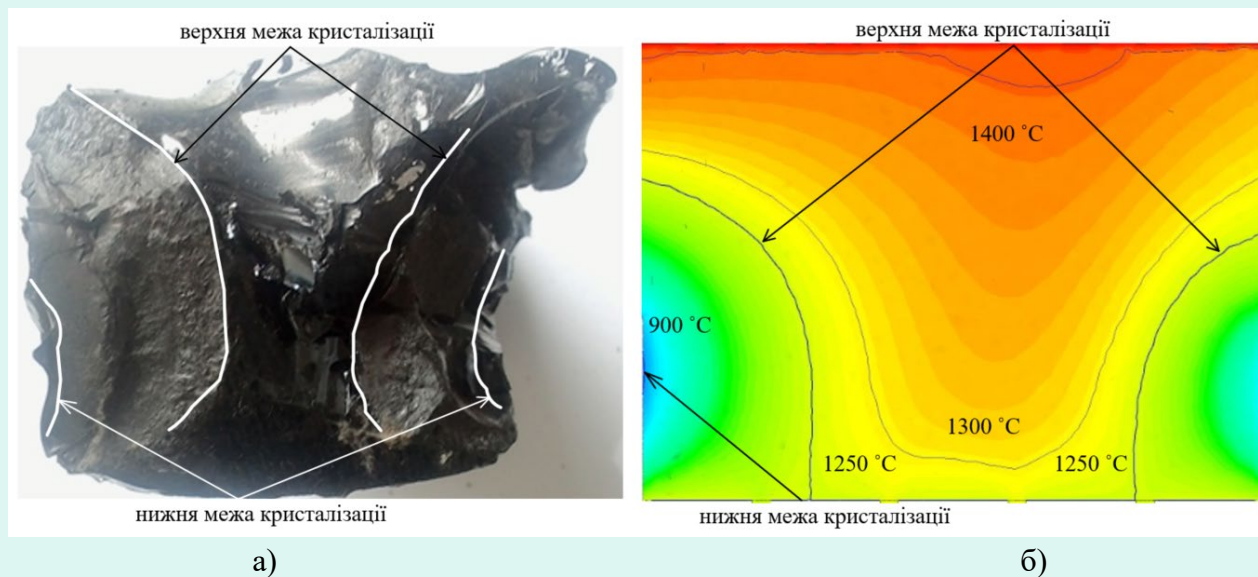 верхня межа кристалізації
нижня межа кристалізації
а)
верхня межа кристалізації
1400 ˚C
900 ˚C
1300 ˚C
1250 ˚C
1250 ˚C
нижня межа кристалізації
б)